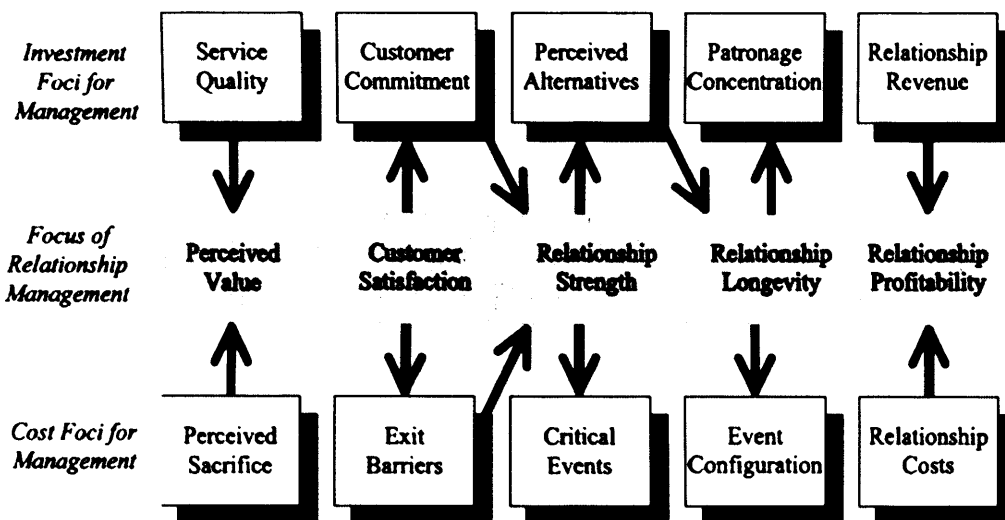 Investment
Foci for
Management
Service
Quality
Customer
Commitment
Perceived
Alternatives
Patronage
Concentration
Relationship
Revenue
Focus of
Relationship
Management
Perceived
Value
Customer
Satisfaction
Relationship
Strength
Relationship
Longevity
Relationship
Profitability
Cost Foci for
Management
Perceived
Sacrifice
Exit
Barriers
Critical
Events
Event
Configuration
Relationship
Costs